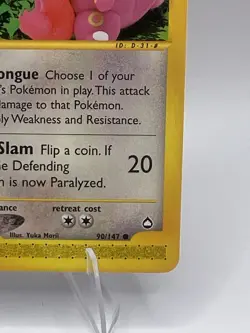 ID: D-31-#
ongue Choose 1 of your
's Pokémon in play. This attack
amage to that Pokémon.
ly Weakness and Resistance.
Slam Flip a coin. If
e Defending
n is now Paralyzed.
20
ance
retreat cost
Illus. Yuka Morii
90/147 ●